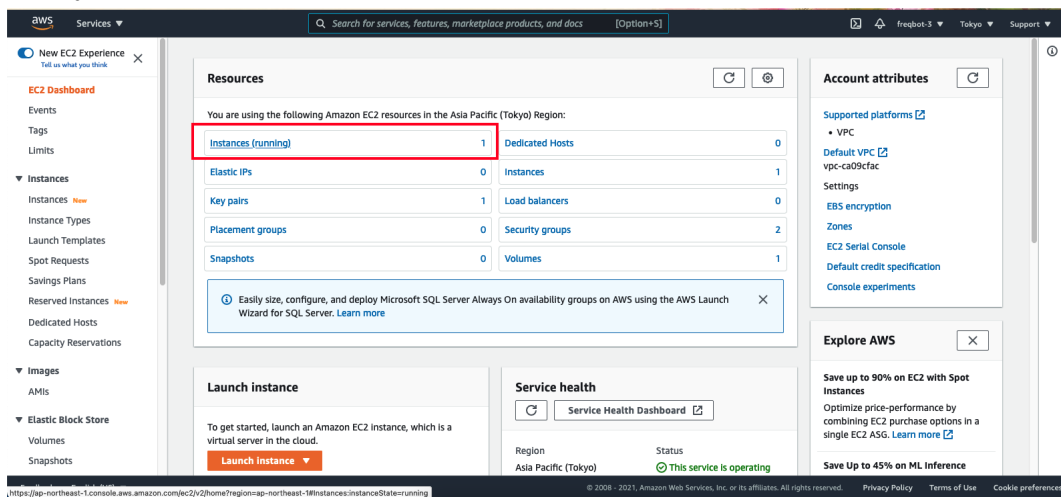 aws
Services ▼
Search for services, features, marketplace products, and docs [Option+S]
freqbot-3 ▼
Tokyo ▼
Support ▼
New EC2 Experience
Tell us what you think
EC2 Dashboard
Events
Tags
Limits
▼ Instances
Instances New
Instance Types
Launch Templates
Spot Requests
Savings Plans
Reserved Instances New
Dedicated Hosts
Capacity Reservations
▼ Images
AMIs
▼ Elastic Block Store
Volumes
Snapshots
Resources
You are using the following Amazon EC2 resources in the Asia Pacific (Tokyo) Region:
Instances (running) 1
Dedicated Hosts 0
Elastic IPs 0
Instances 1
Key pairs 1
Load balancers 0
Placement groups 0
Security groups 2
Snapshots 0
Volumes 1
Easily size, configure, and deploy Microsoft SQL Server Always On availability groups on AWS using the AWS Launch
Wizard for SQL Server. Learn more
Launch instance
To get started, launch an Amazon EC2 instance, which is a
virtual server in the cloud.
Launch instance ▼
Service health
Service Health Dashboard
Region
Status
Asia Pacific (Tokyo)
This service is operating
Account attributes
Supported platforms
• VPC
Default VPC
vpc-ca09cfac
Settings
EBS encryption
Zones
EC2 Serial Console
Default credit specification
Console experiments
Explore AWS
Save up to 90% on EC2 with Spot
Instances
Optimize price-performance by
combining EC2 purchase options in a
single EC2 ASG. Learn more
Save Up to 45% on ML Inference
https://ap-northeast-1.console.aws.amazon.com/ec2/v2/home?region=ap-northeast-1#Instances:instanceState=running
© 2008 - 2021, Amazon Web Services, Inc. or its affiliates. All rights reserved.
Privacy Policy
Terms of Use
Cookie preferences